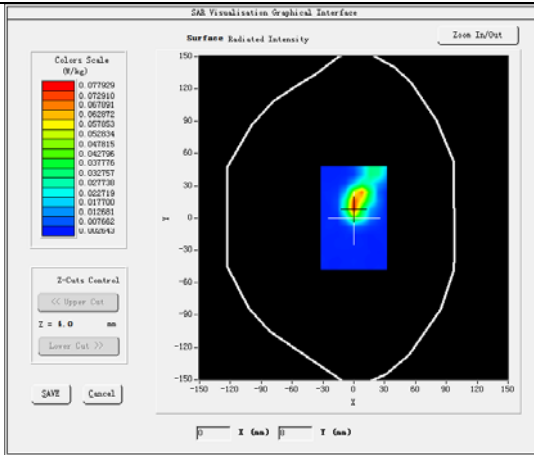 SAR Visualisation Graphical Interface
Surface Radiated Intensity
Zoom In/Out
Colors Scale
(W/kg)
0.077929
0.072910
0.067891
0.062872
0.057853
0.052834
0.047815
0.042796
0.037776
0.032757
0.027738
0.022719
0.017700
0.012681
0.007662
0.002643
150
120
90
60
30
0
-30
-60
-90
-120
-150
Y
-150 -120 -90 -60 -30 0 30 60 90 120 150
X
Z-Cuts Control
<< Upper Cut
Z = 4.0 mm
Lower Cut >>
SAVE Cancel
0 X (mm) 8 Y (mm)